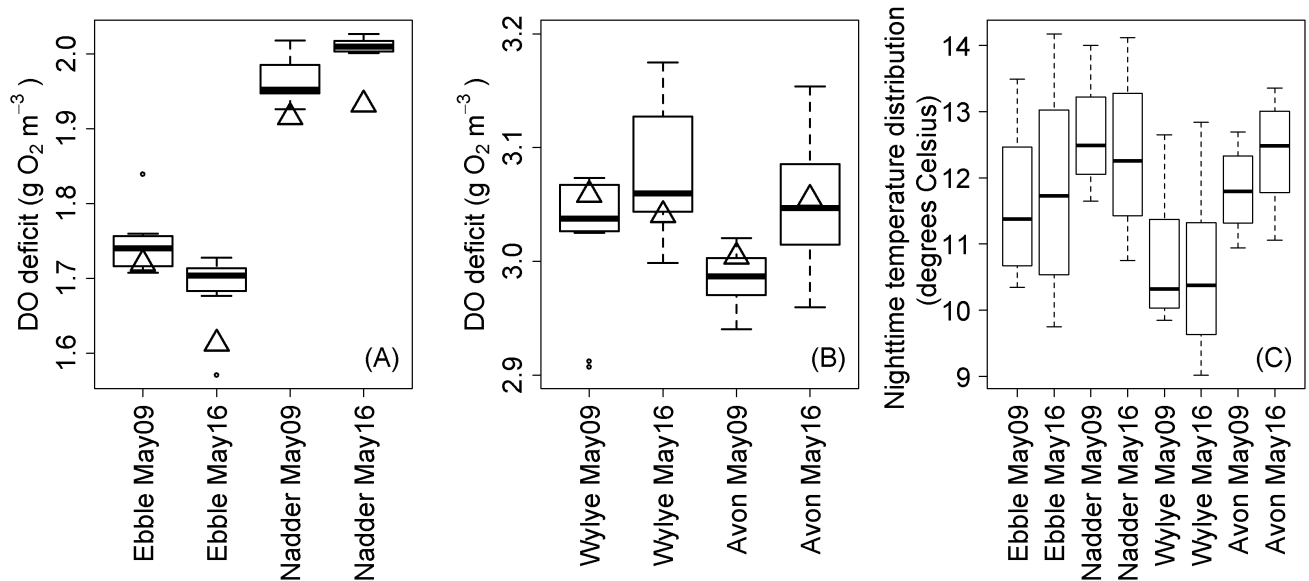 DO deficit (g O₂ m⁻³ )
2.0
1.9
1.8
1.7
1.6
(A)
Ebble May09
Ebble May16
Nadder May09
Nadder May16
DO deficit (g O₂ m⁻³ )
3.2
3.1
3.0
2.9
(B)
Wylye May09
Wylye May16
Avon May09
Avon May16
Nighttime temperature distribution
(degrees Celsius)
14
13
12
11
10
9
(C)
Ebble May09
Ebble May16
Nadder May09
Nadder May16
Wylye May09
Wylye May16
Avon May09
Avon May16